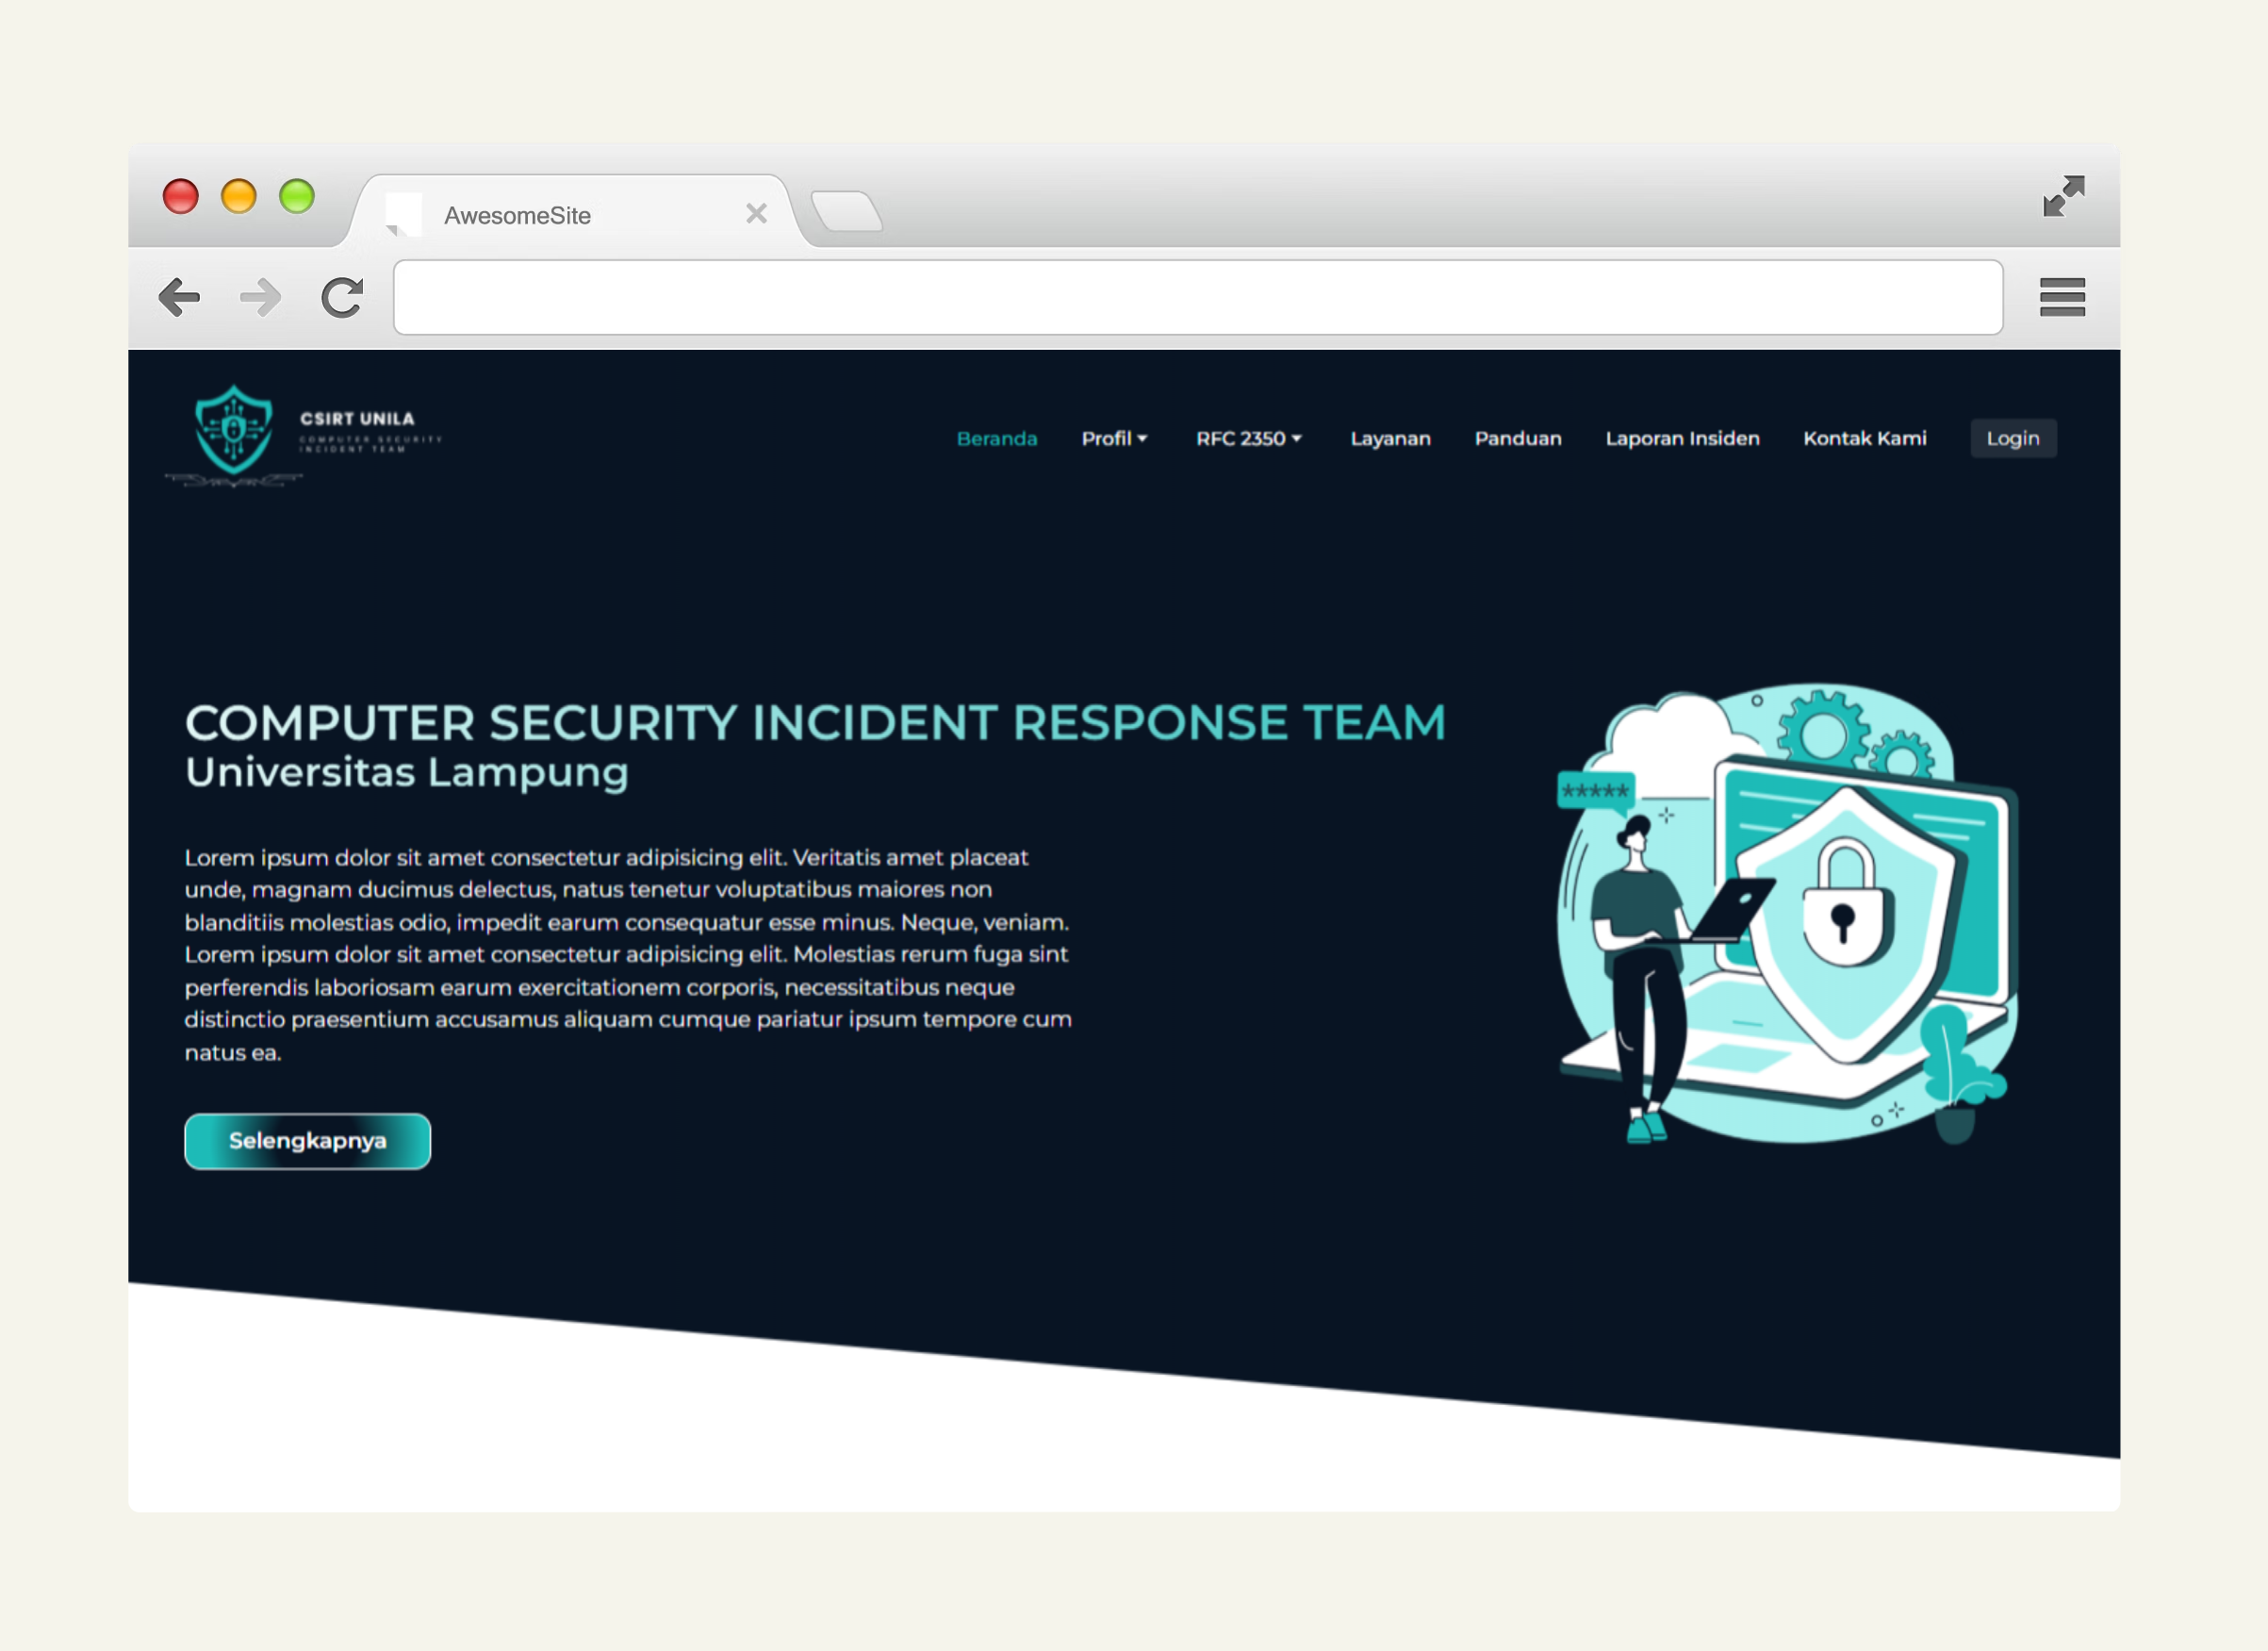 AwesomeSite
CSIRT UNILA
COMPUTER SECURITY
INCIDENT TEAM
Beranda Profil RFC 2350 Layanan Panduan Laporan Insiden Kontak Kami Login
COMPUTER SECURITY INCIDENT RESPONSE TEAM
Universitas Lampung
*****
Lorem ipsum dolor sit amet consectetur adipisicing elit. Veritatis amet placeat
unde, magnam ducimus delectus, natus tenetur voluptatibus maiores non
blanditiis molestias odio, impedit earum consequatur esse minus. Neque, veniam.
Lorem ipsum dolor sit amet consectetur adipisicing elit. Molestias rerum fuga sint
perferendis laboriosam earum exercitationem corporis, necessitatibus neque
distinctio praesentium accusamus aliquam cumque pariatur ipsum tempore cum
natus ea.
Selengkapnya